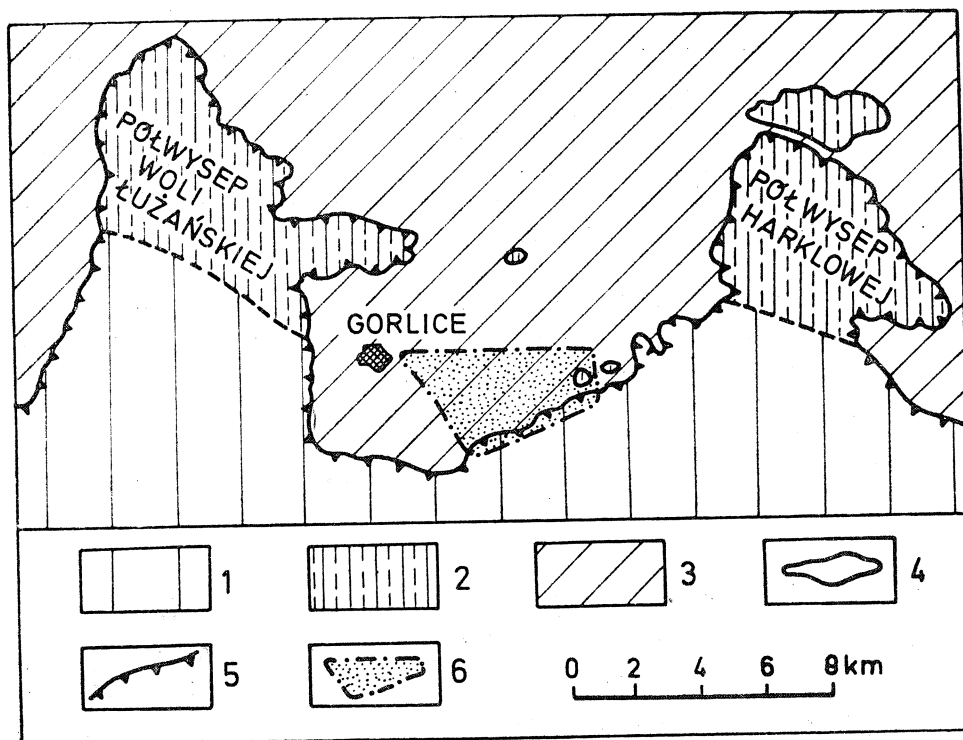 PÓŁWYSEP
WOLI
ŁUŻAŃSKIEJ
PÓŁWYSEP
HARKLOWEJ
GORLICE
1
2
3
4
5
6
0 2 4 6 8 km